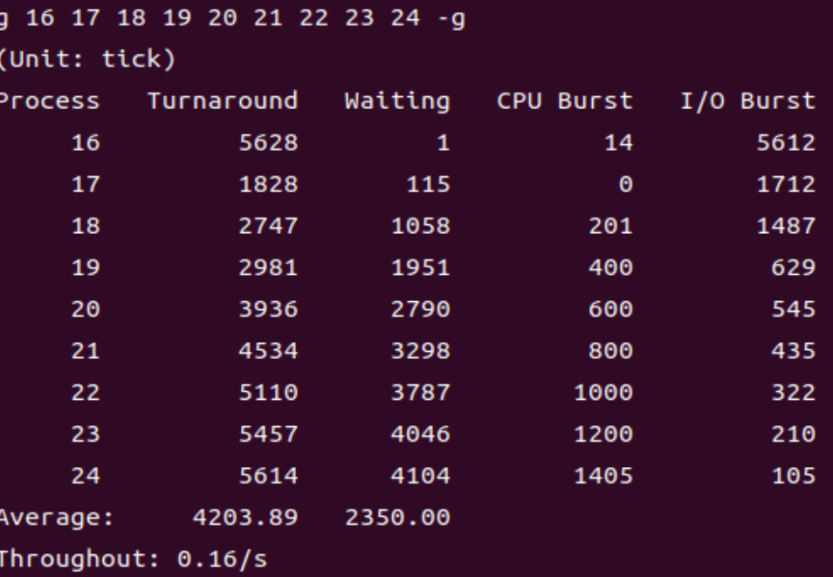 g 16 17 18 19 20 21 22 23 24 -g
(Unit: tick)
Process Turnaround Waiting CPU Burst I/O Burst
16 5628 1 14 5612
17 1828 115 0 1712
18 2747 1058 201 1487
19 2981 1951 400 629
20 3936 2790 600 545
21 4534 3298 800 435
22 5110 3787 1000 322
23 5457 4046 1200 210
24 5614 4104 1405 105
Average: 4203.89 2350.00
Throughout: 0.16/s